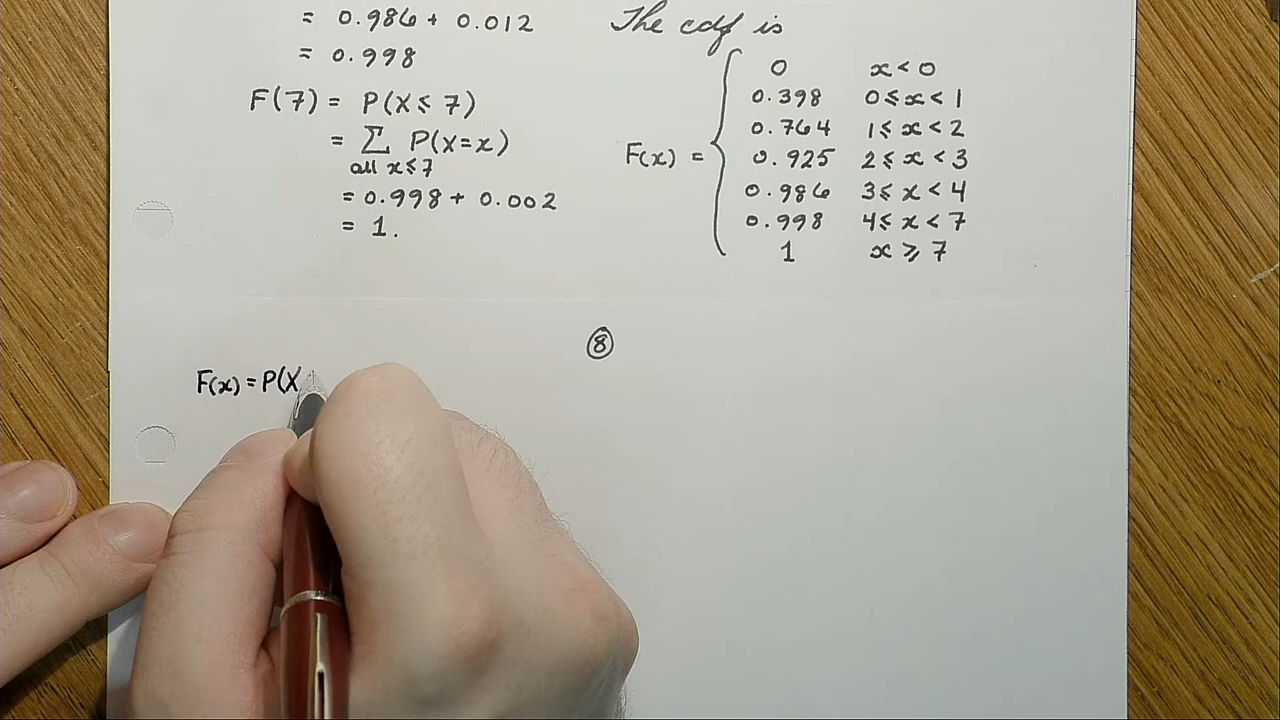 = 0.986 + 0.012
= 0.998
F(7) = P(X ≤ 7)
= ∑ P(X=x)
all x≤7
= 0.998 + 0.002
= 1.
The cdf is
F(x) = {
0 x < 0
0.398 0 ≤ x < 1
0.764 1 ≤ x < 2
0.925 2 ≤ x < 3
0.986 3 ≤ x < 4
0.998 4 ≤ x < 7
1 x ≥ 7
8
F(x) = P(X